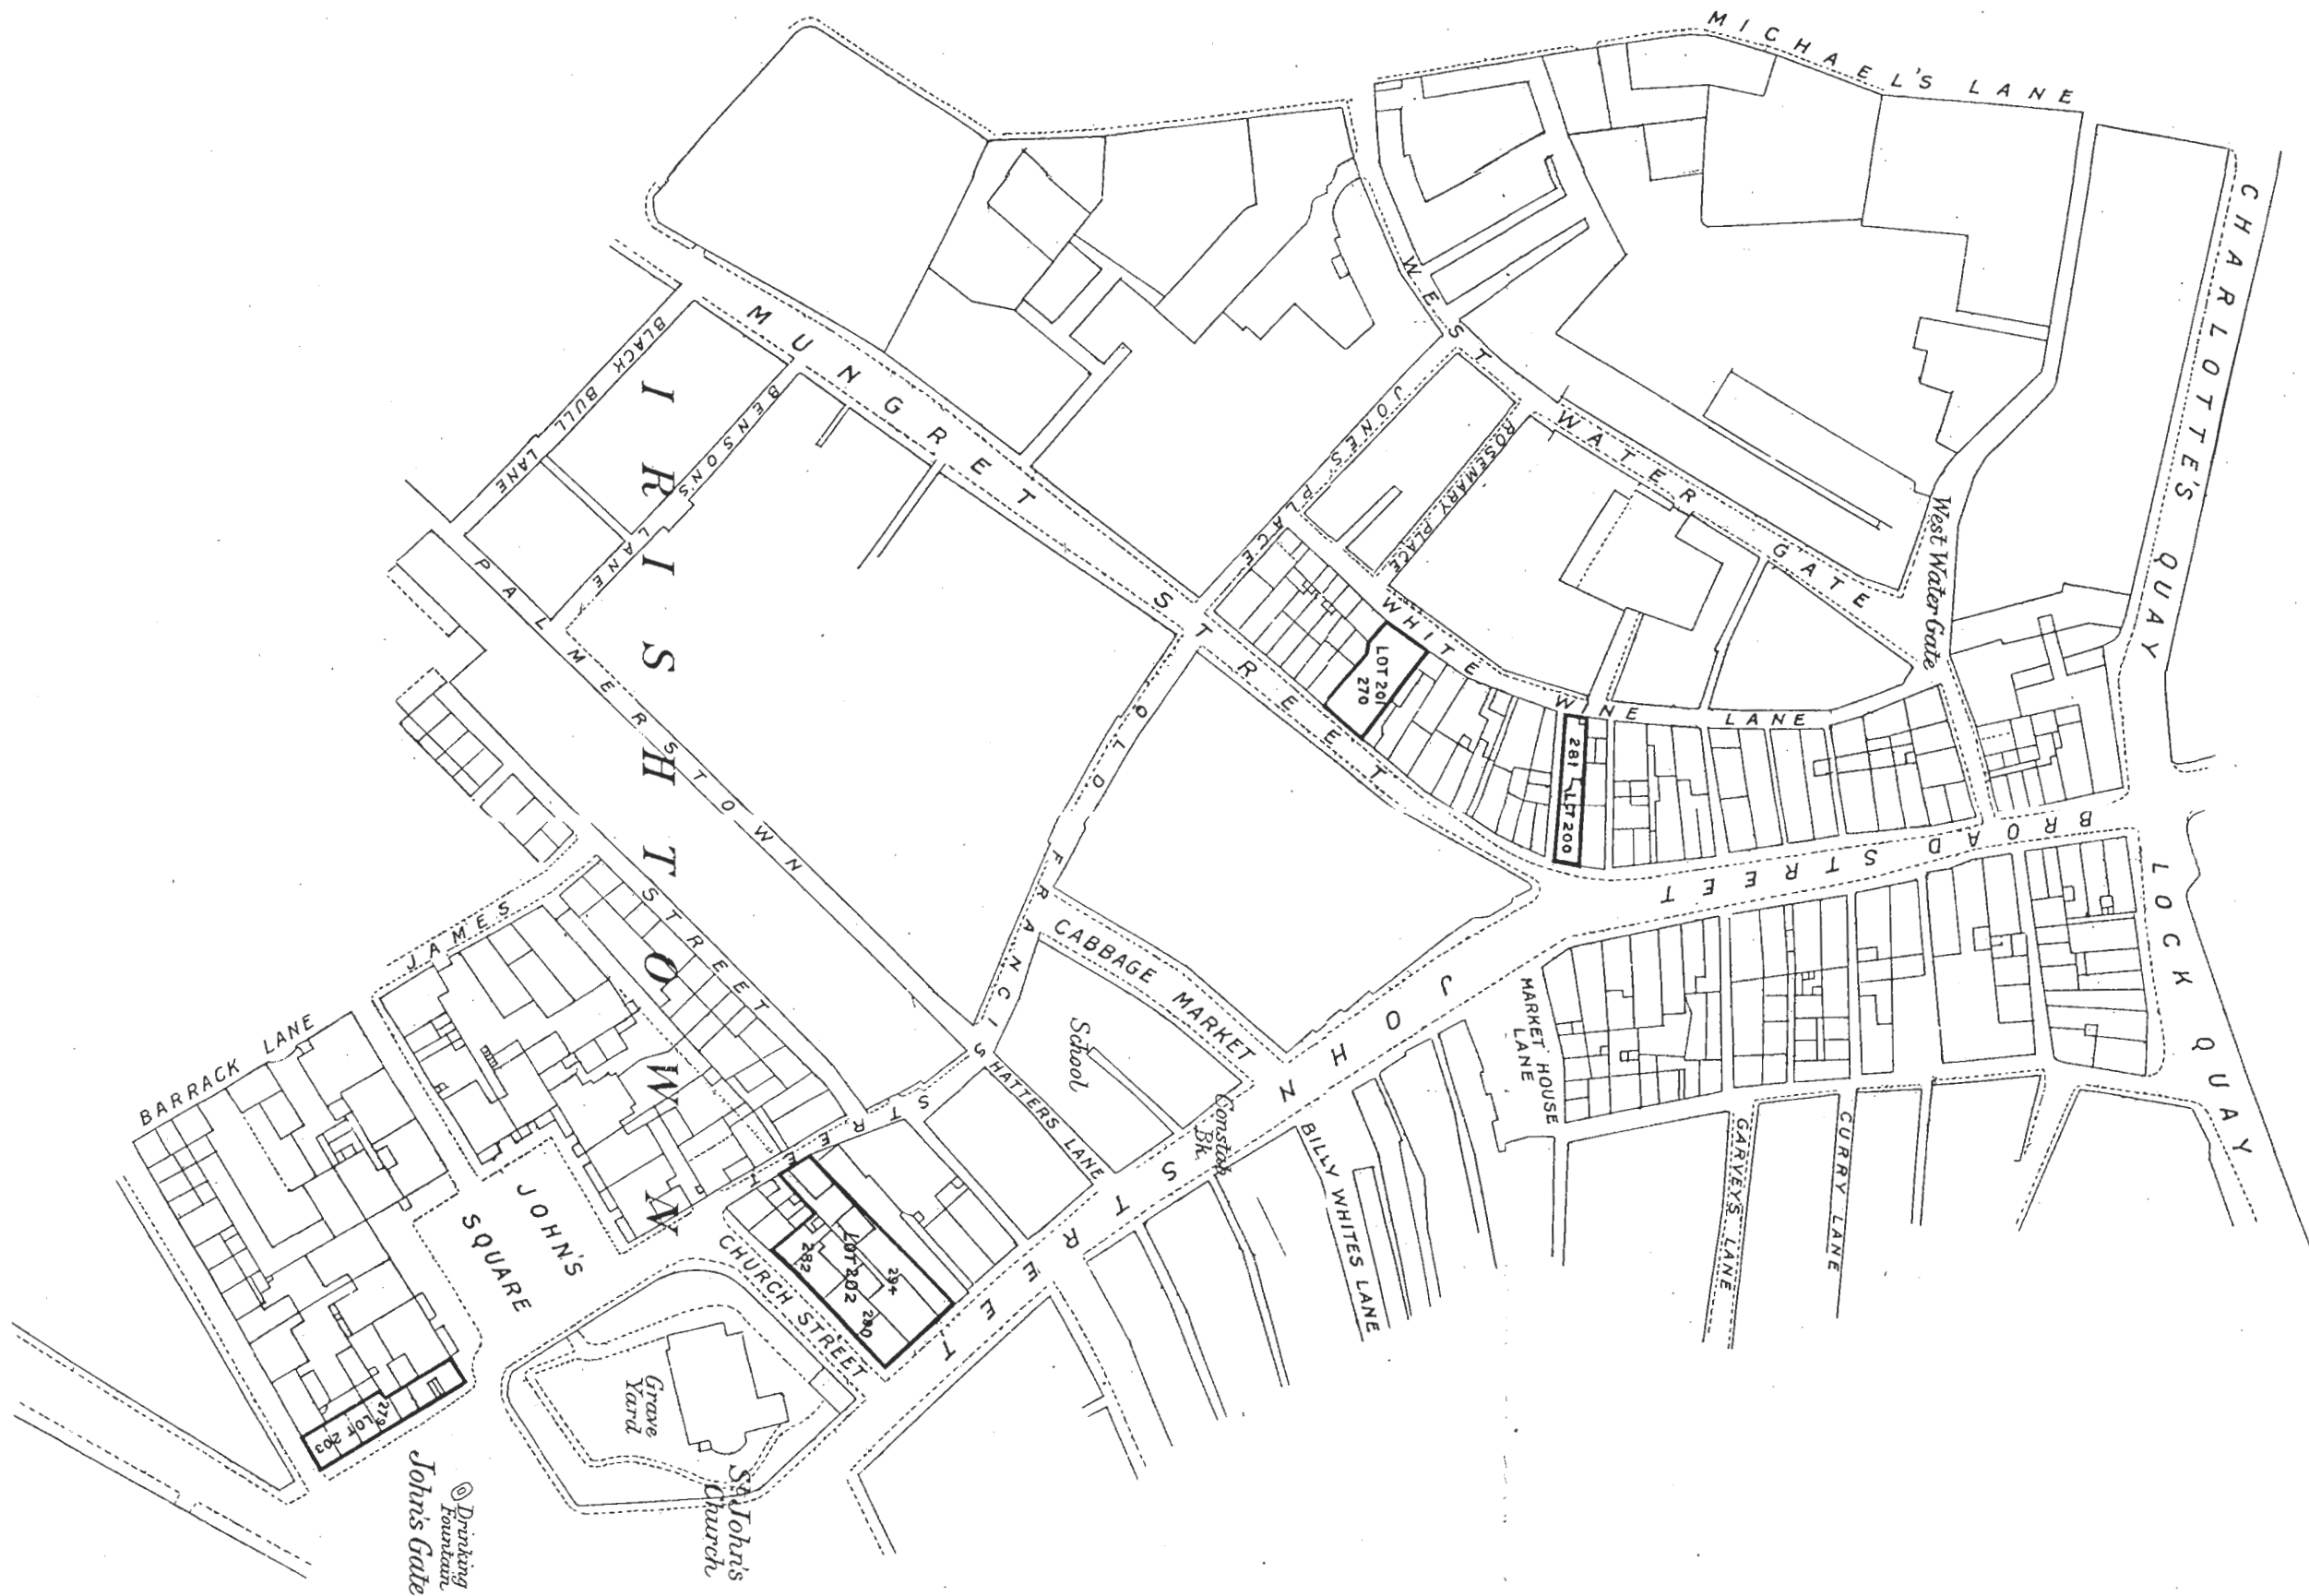 MICHAEL'S LANE
CHARLOTTE'S QUAY
WEST WATER GATE
West Water Gate
MUNGRET STREET
BLACK BULL LANE
BENSON'S LANE
IRISHTOWN
JONE'S PLACE
ROSEMARY PLACE
WHITE WINE LANE
LOT 201
270
281 LOT 200
PALMERSTOWN STREET
OLD FRANCIS STREET
BROAD STREET
LOCK QUAY
CABBAGE MARKET
School
HATTERS LANE
JOHN STREET
Constab.
Bk.
MARKET HOUSE
LANE
BILLY WHITES LANE
GARVEYS LANE
CURRY LANE
JAMES
BARRACK LANE
JOHN'S
SQUARE
CHURCH STREET
282
LOT 202
294
290
Grave
Yard
St. John's
Church
279
LOT 203
John's Gate
Drinking
Fountain